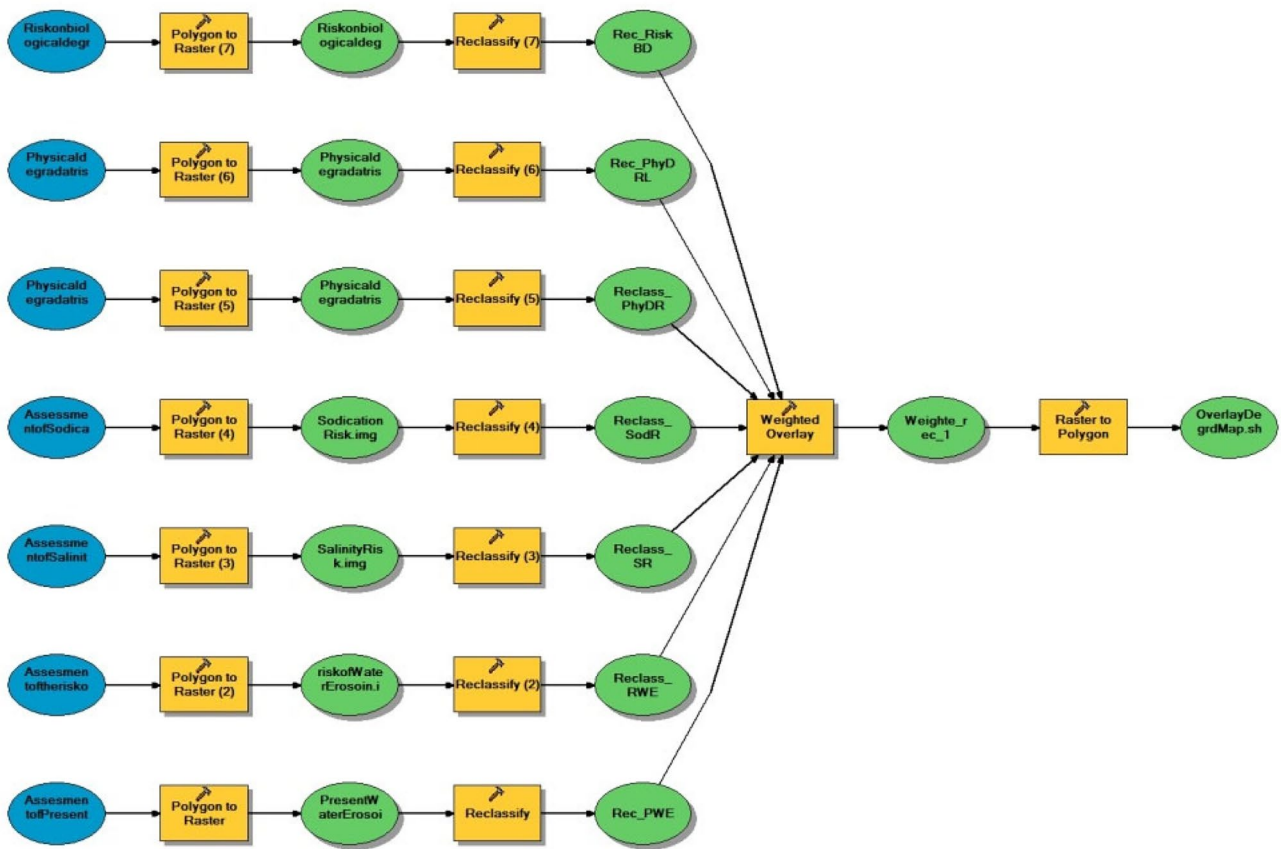 Riskonbiol
ogicaldegr
Polygon to
Raster (7)
Riskonbiol
ogicaldeg
Reclassify (7)
Rec_Risk
BD
Physicald
egradatris
Polygon to
Raster (6)
Physicald
egradatris
Reclassify (6)
Rec_PhyD
RL
Physicald
egradatris
Polygon to
Raster (5)
Physicald
egradatris
Reclassify (5)
Reclass_
PhyDR
Assessme
ntofSodica
Polygon to
Raster (4)
Sodication
Risk.img
Reclassify (4)
Reclass_
SodR
Weighted
Overlay
Weighte_r
ec_1
Raster to
Polygon
OverlayDe
grdMap.sh
Assessme
ntofSalinit
Polygon to
Raster (3)
SalinityRis
k.img
Reclassify (3)
Reclass_
SR
Assesmen
toftherisko
Polygon to
Raster (2)
riskofWate
rErosoin.i
Reclassify (2)
Reclass_
RWE
Assesmen
tofPresent
Polygon to
Raster
PresentW
aterErosoi
Reclassify
Rec_PWE